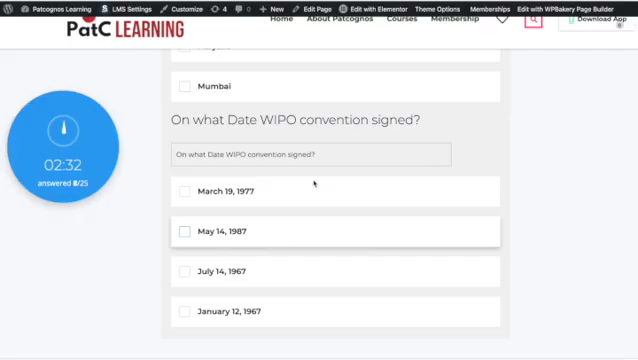 Patcognos Learning LMS Settings Customize 4 0 New Edit Page Edit with Elementor Theme Options Memberships Edit with WPBakery Page Builder
PatC LEARNING
Home About Patcognos Courses Membership Download App
0
Mumbai
On what Date WIPO convention signed?
On what Date WIPO convention signed?
02:32
answered 8/25
March 19, 1977
May 14, 1987
July 14, 1967
January 12, 1967